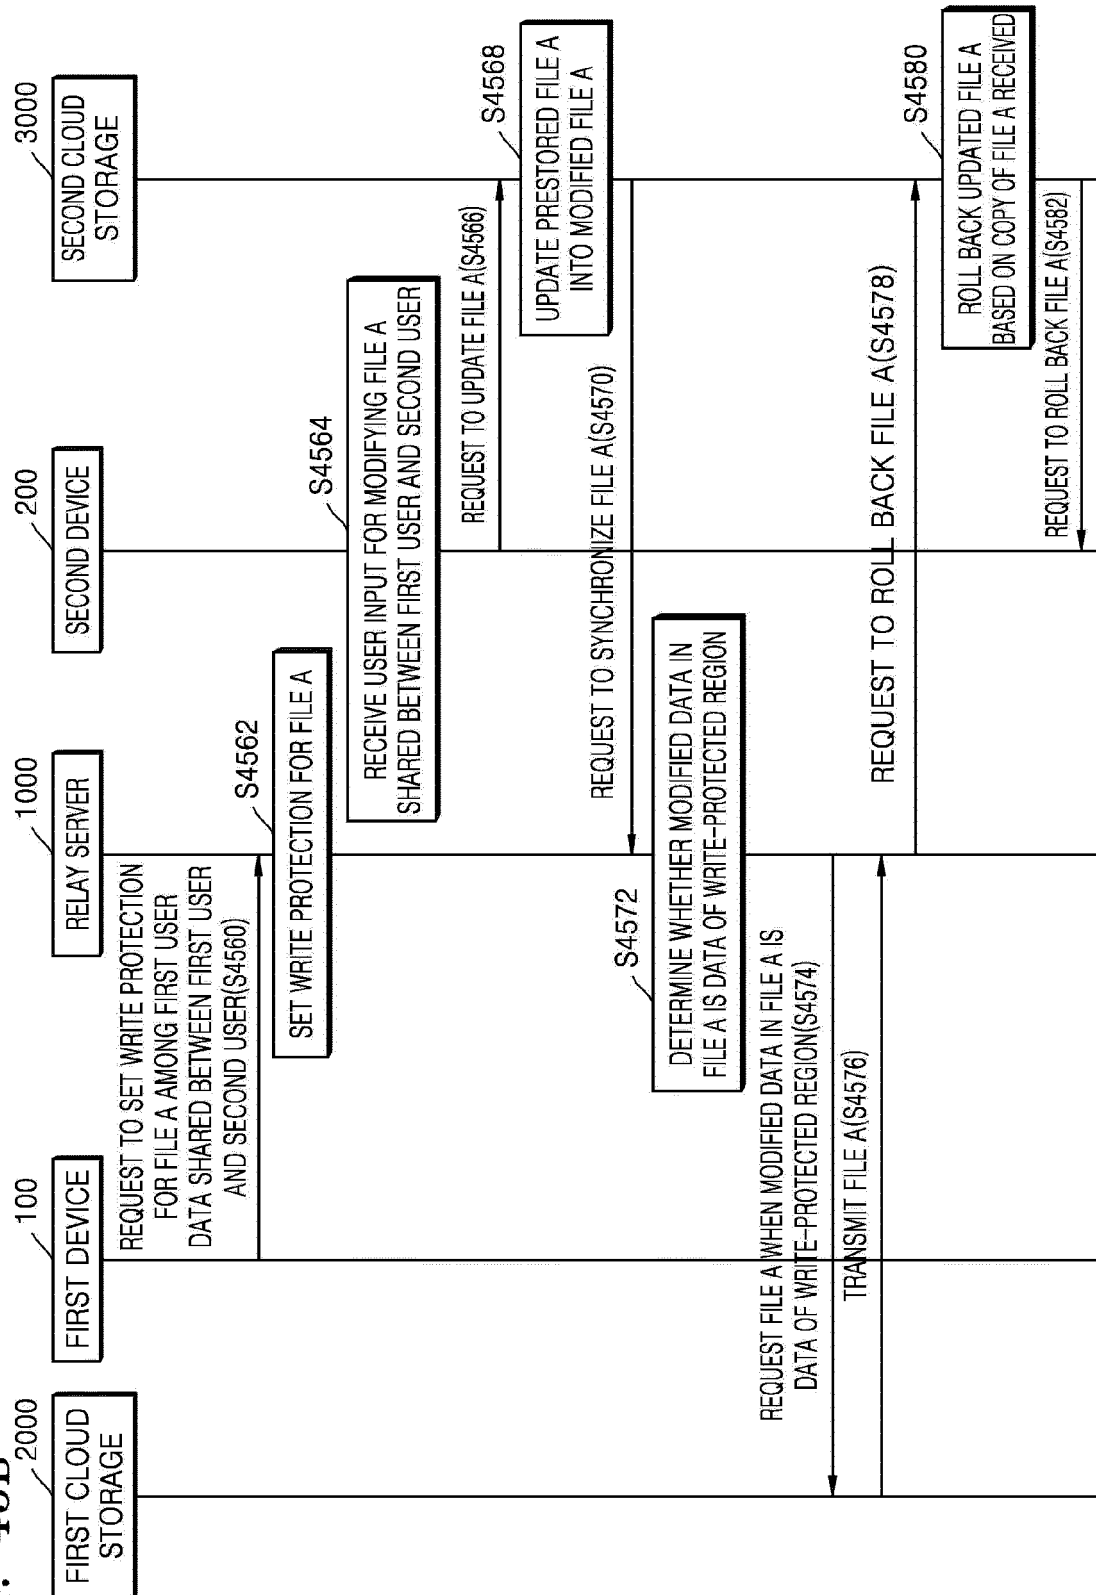 2000
100
1000
200
3000
FIRST CLOUD
STORAGE
FIRST DEVICE
RELAY SERVER
SECOND DEVICE
SECOND CLOUD
STORAGE
REQUEST TO SET WRITE PROTECTION
FOR FILE A AMONG FIRST USER
DATA SHARED BETWEEN FIRST USER
AND SECOND USER(S4560)
S4562
SET WRITE PROTECTION FOR FILE A
S4564
RECEIVE USER INPUT FOR MODIFYING FILE A
SHARED BETWEEN FIRST USER AND SECOND USER
REQUEST TO UPDATE FILE A(S4566)
S4568
UPDATE PRESTORED FILE A
INTO MODIFIED FILE A
REQUEST TO SYNCHRONIZE FILE A(S4570)
S4572
DETERMINE WHETHER MODIFIED DATA IN
FILE A IS DATA OF WRITE-PROTECTED REGION
REQUEST FILE A WHEN MODIFIED DATA IN FILE A IS
DATA OF WRITE-PROTECTED REGION(S4574)
TRANSMIT FILE A(S4576)
REQUEST TO ROLL BACK FILE A(S4578)
S4580
ROLL BACK UPDATED FILE A
BASED ON COPY OF FILE A RECEIVED
REQUEST TO ROLL BACK FILE A(S4582)